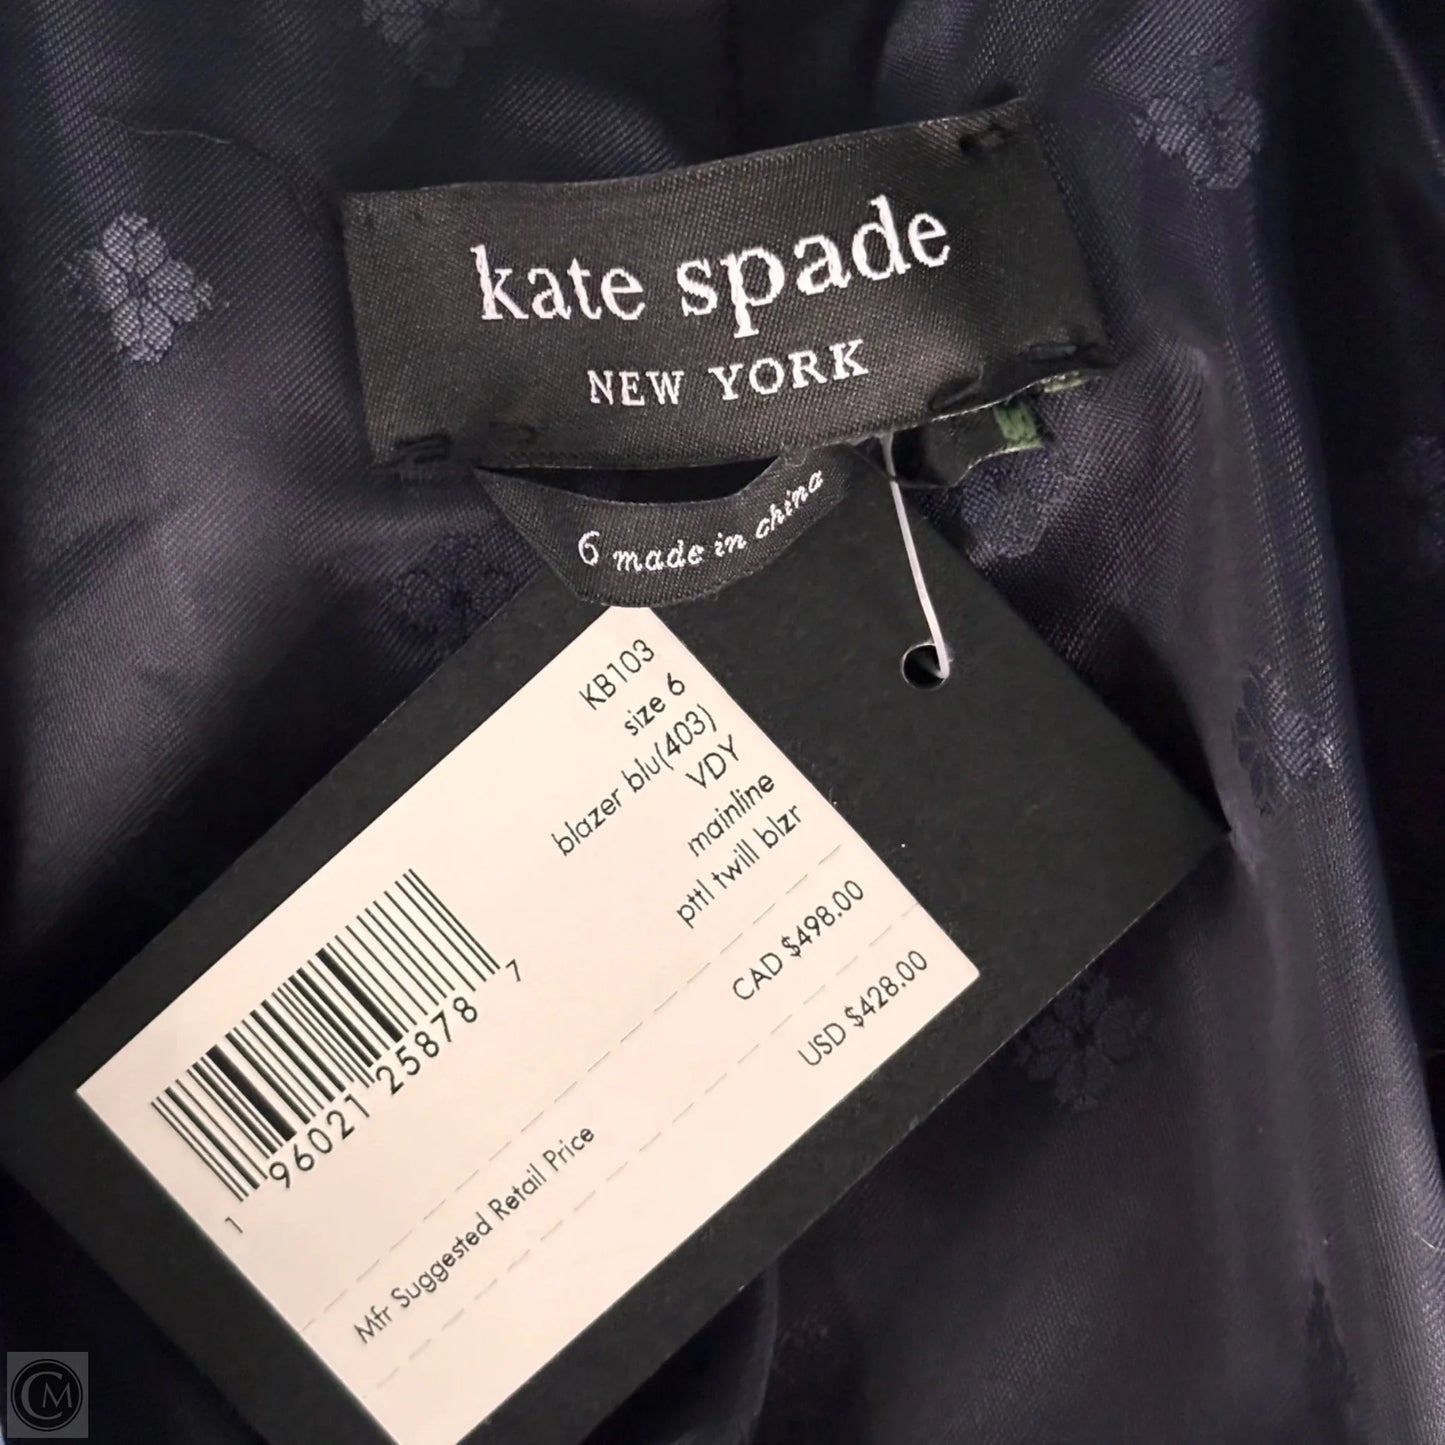 kate spade
NEW YORK
6 made in china
KB103
size 6
blazer blu(403)
VDY
mainline
pttl twill blzr
1 96021 25878 7
CAD $498.00
Mfr Suggested Retail Price
USD $428.00
CM